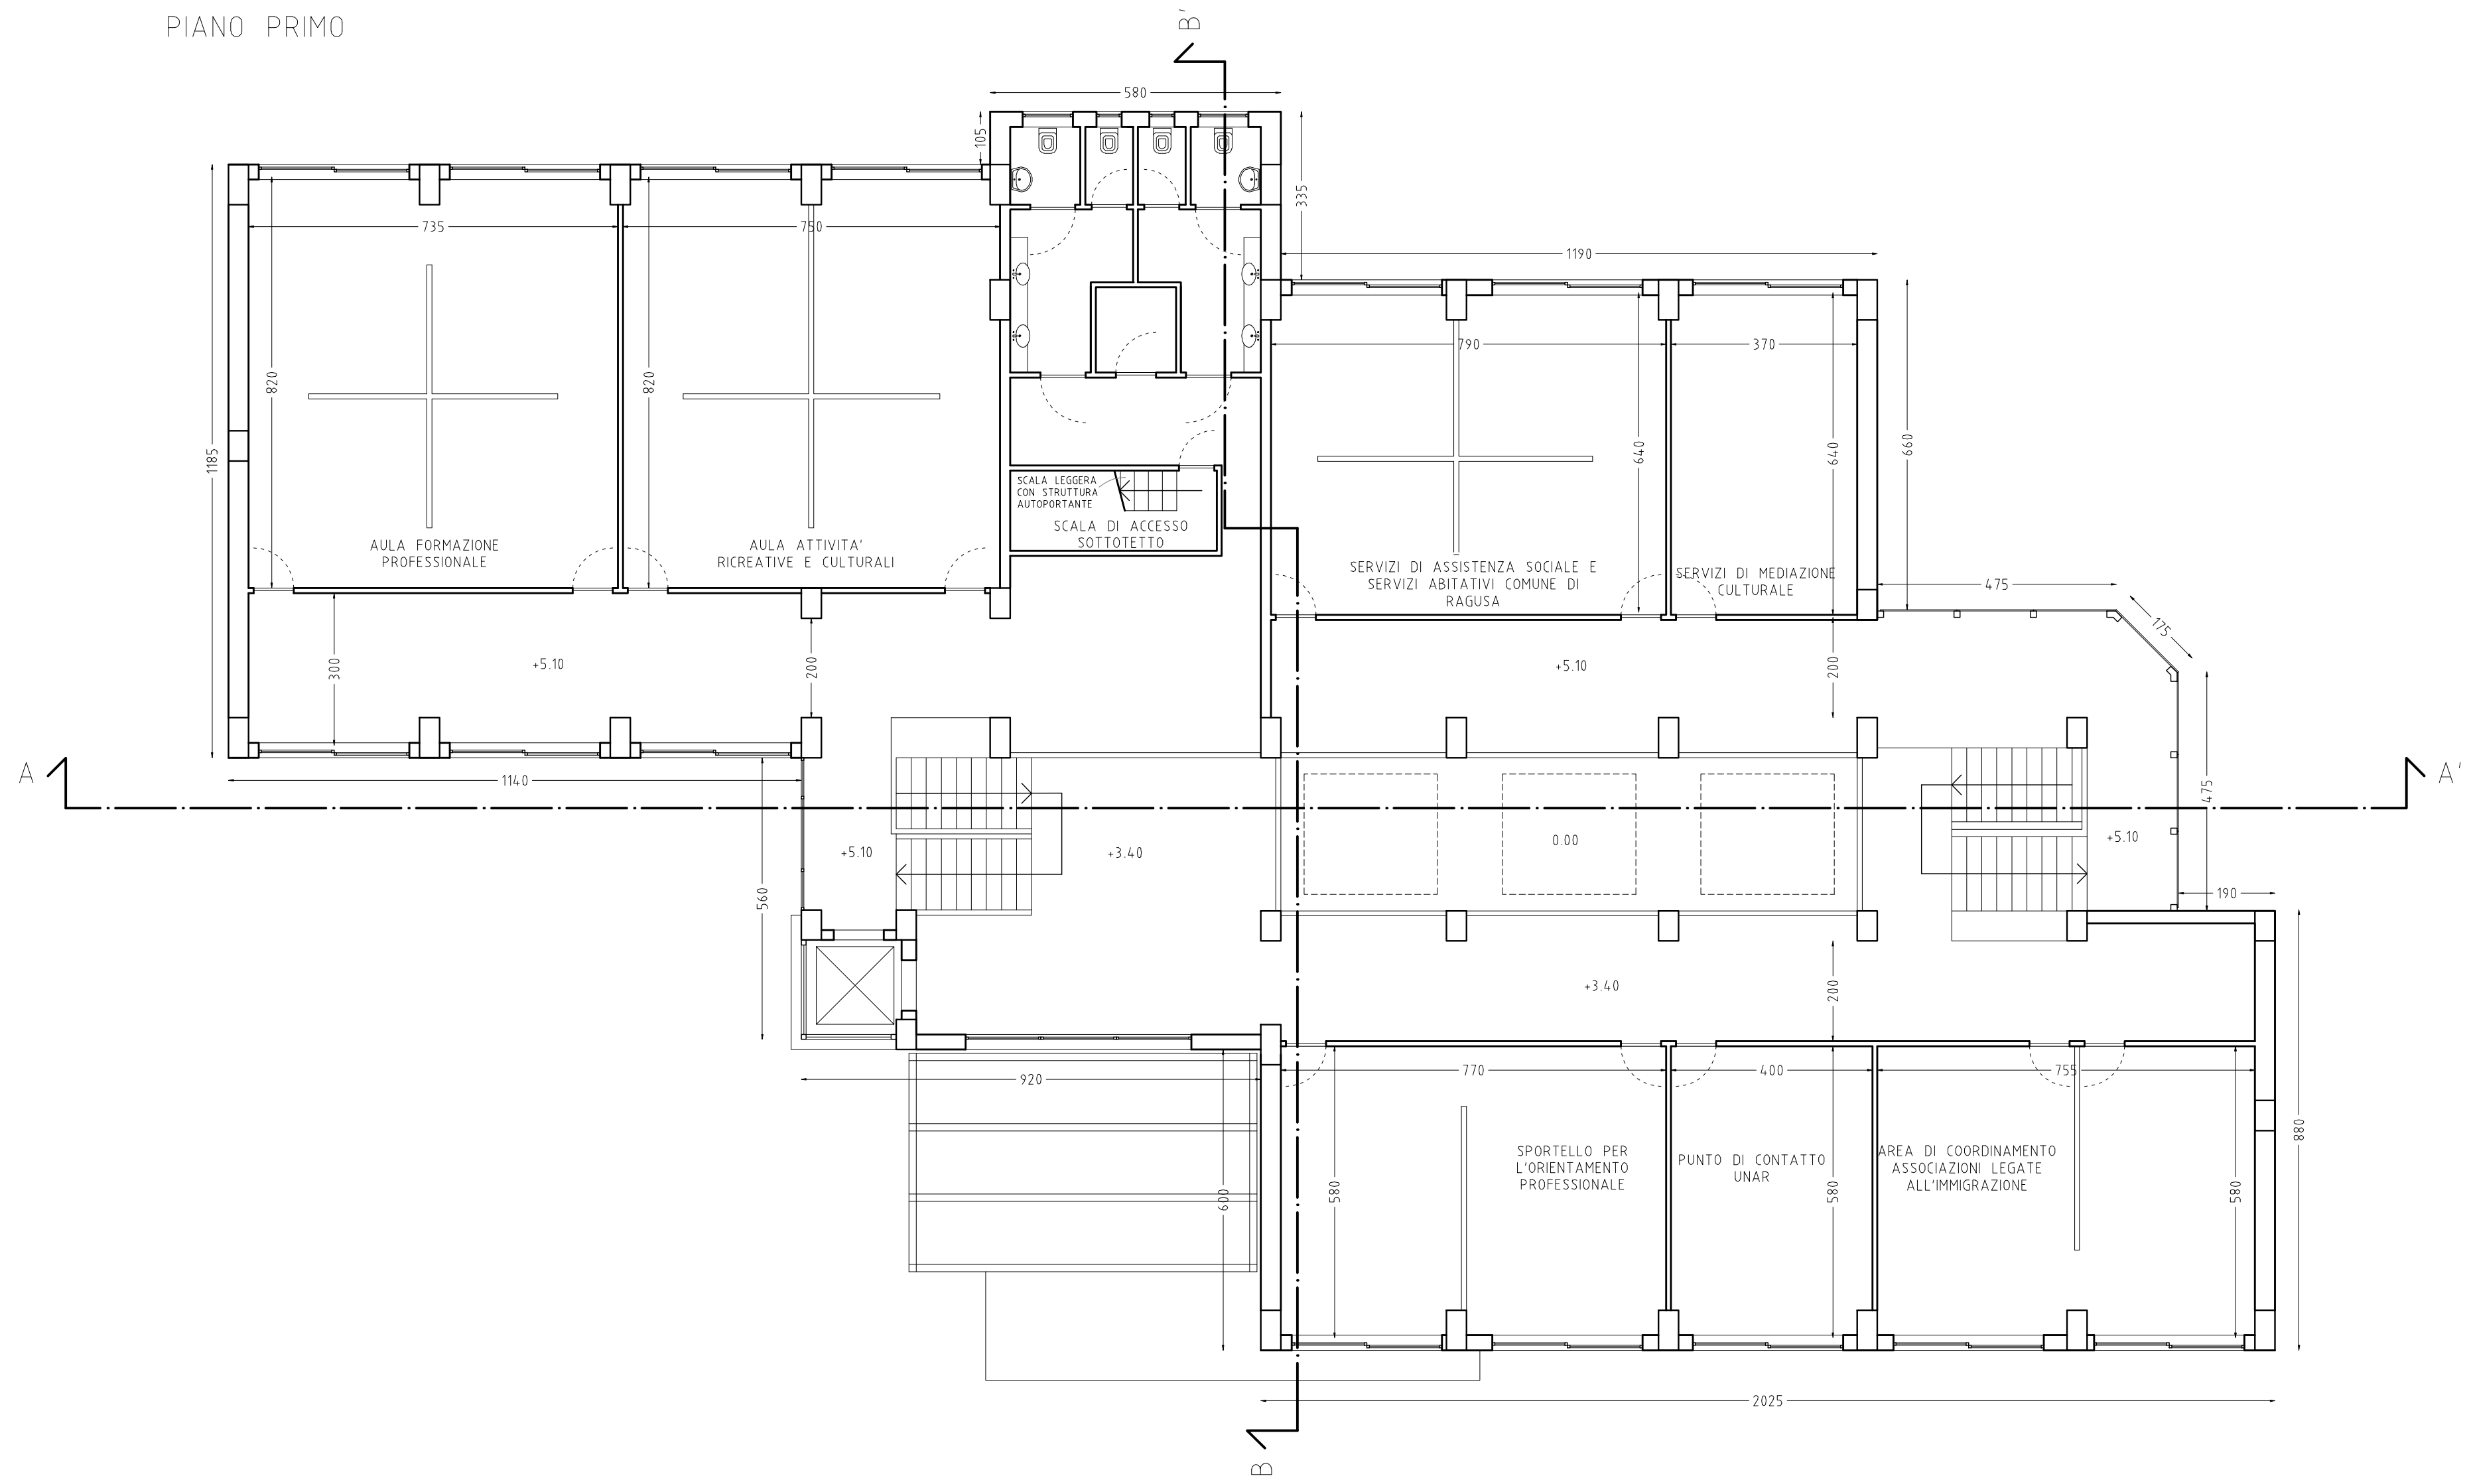 PIANO PRIMO
B'
580
105
335
1190
735
750
820
820
790
370
640
640
660
1185
SCALA LEGGERA
CON STRUTTURA
AUTOPORTANTE
SCALA DI ACCESSO
SOTTOTETTO
AULA FORMAZIONE
PROFESSIONALE
AULA ATTIVITA'
RICREATIVE E CULTURALI
SERVIZI DI ASSISTENZA SOCIALE E
SERVIZI ABITATIVI COMUNE DI
RAGUSA
SERVIZI DI MEDIAZIONE
CULTURALE
475
175
300
+5.10
200
+5.10
200
A
A'
1140
475
560
+5.10
+3.40
0.00
+5.10
190
+3.40
200
920
770
400
755
880
600
580
580
580
SPORTELLO PER
L'ORIENTAMENTO
PROFESSIONALE
PUNTO DI CONTATTO
UNAR
AREA DI COORDINAMENTO
ASSOCIAZIONI LEGATE
ALL'IMMIGRAZIONE
2025
B